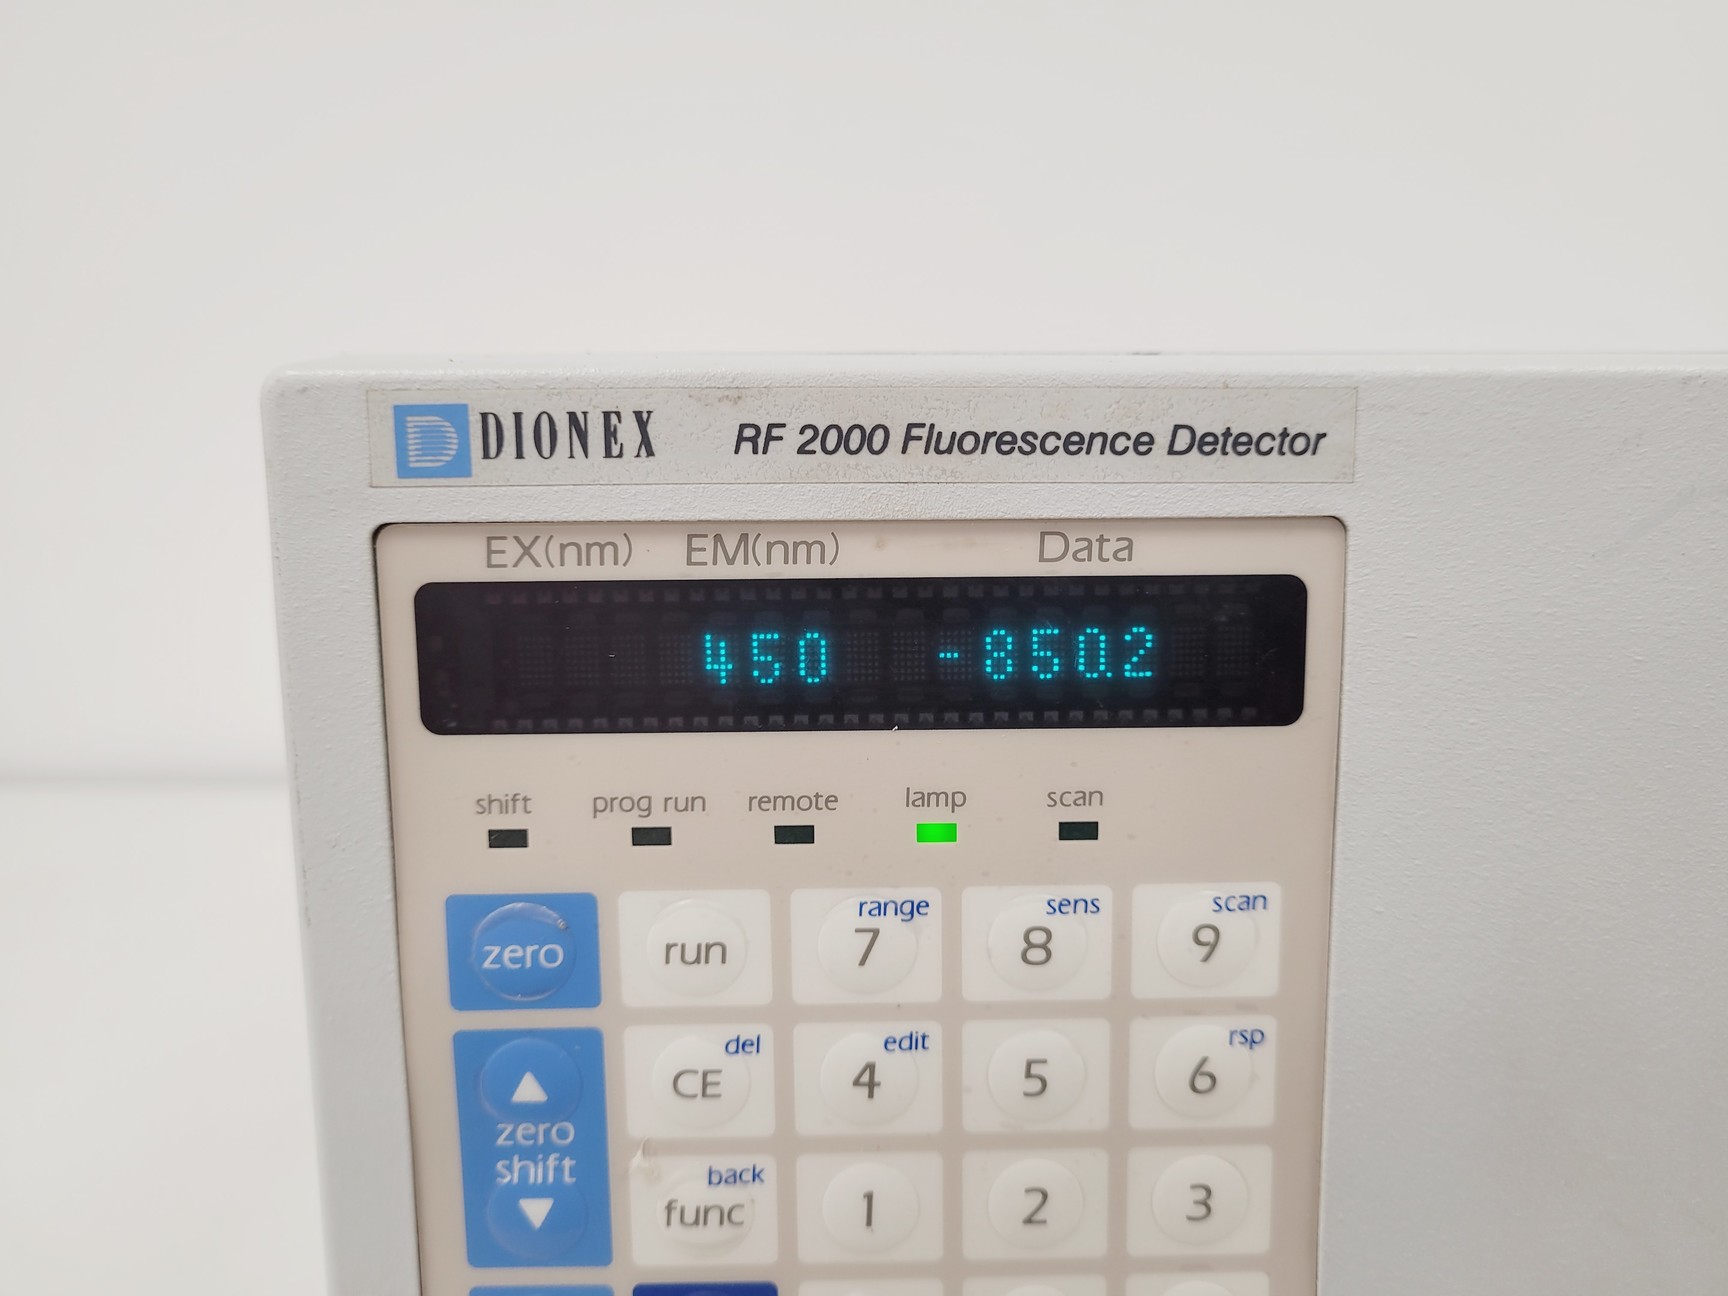 DIONEX RF 2000 Fluorescence Detector
EX(nm) EM(nm) Data
450 -8502
shift prog run remote lamp scan
zero run range 7 sens 8 scan 9
del CE edit 4 5 rsp 6
zero shift
back func 1 2 3